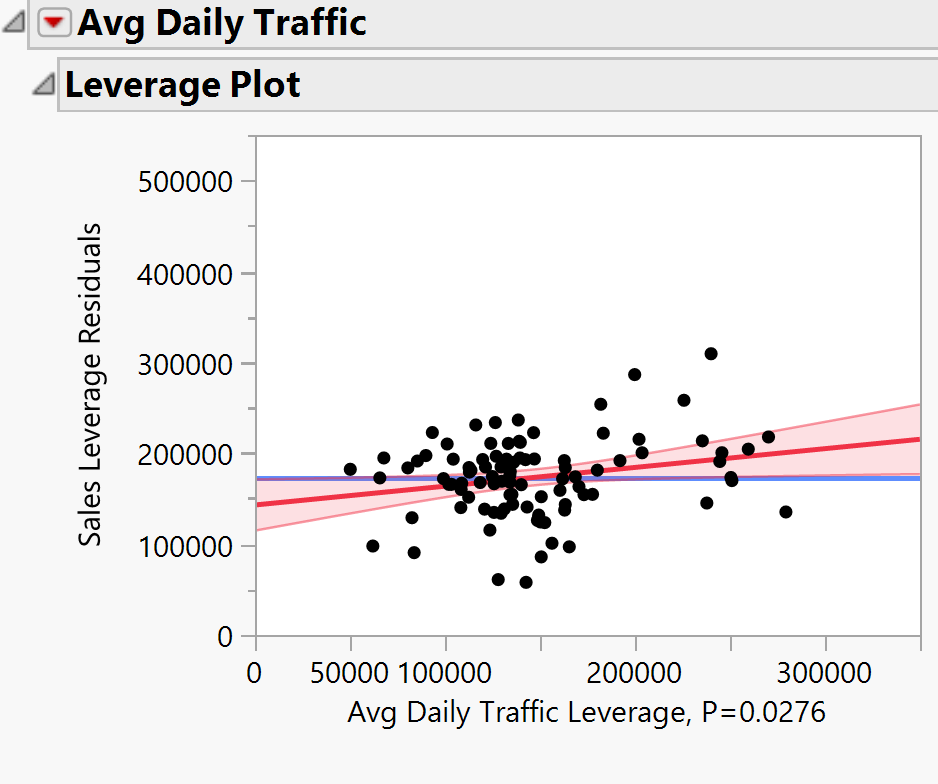 Avg Daily Traffic
Leverage Plot
500000
400000
300000
200000
100000
0
Sales Leverage Residuals
0 50000 100000 200000 300000
Avg Daily Traffic Leverage, P=0.0276